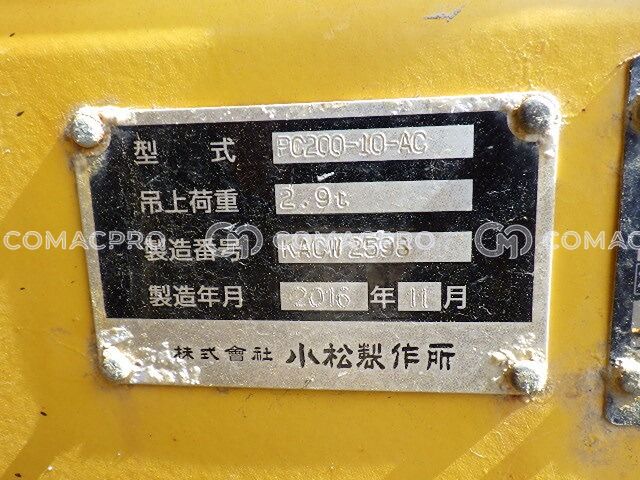 型 式 PC200-10-AC
吊上荷重 2.9t
製造番号 KACW2598
製造年月 2016 年 11 月
株式會社 小松製作所
COMACPRO COMACPRO COMACPRO